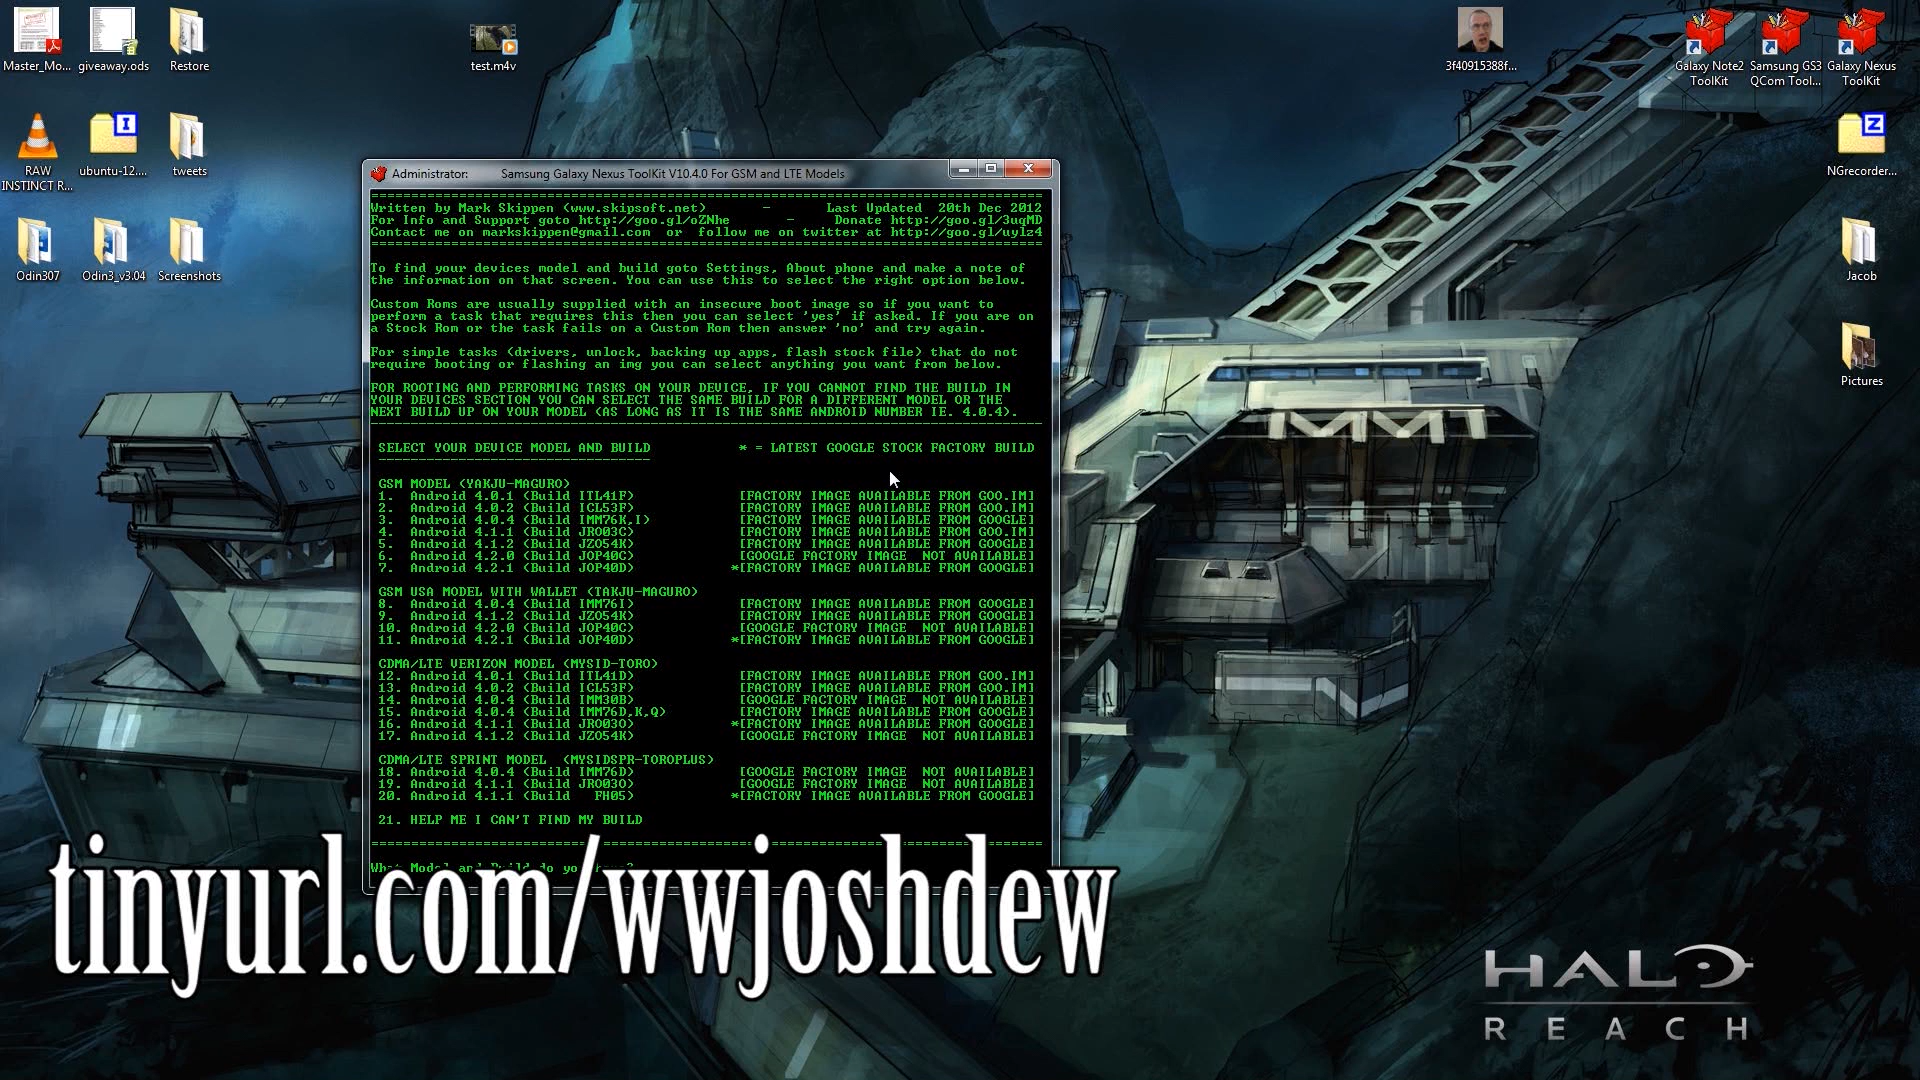 Master_Mo...
giveaway.ods
Restore
test.m4v
3f40915388f...
Galaxy Note2 ToolKit
Samsung GS3 QCom Tool...
Galaxy Nexus ToolKit
RAW INSTINCT R...
ubuntu-12....
tweets
NGrecorder...
Odin307
Odin3_v3.04
Screenshots
Jacob
Pictures
Administrator: Samsung Galaxy Nexus ToolKit V10.4.0 For GSM and LTE Models
Written by Mark Skippen (www.skipsoft.net) - Last Updated 20th Dec 2012
For Info and Support goto http://goo.gl/oZNhe - Donate http://goo.gl/3uqMD
Contact me on markskippen@gmail.com or follow me on twitter at http://goo.gl/uylz4
To find your devices model and build goto Settings, About phone and make a note of
the information on that screen. You can use this to select the right option below.
Custom Roms are usually supplied with an insecure boot image so if you want to
perform a task that requires this then you can select 'yes' if asked. If you are on
a Stock Rom or the task fails on a Custom Rom then answer 'no' and try again.
For simple tasks (drivers, unlock, backing up apps, flash stock file) that do not
require booting or flashing an img you can select anything you want from below.
FOR ROOTING AND PERFORMING TASKS ON YOUR DEVICE, IF YOU CANNOT FIND THE BUILD IN
YOUR DEVICES SECTION YOU CAN SELECT THE SAME BUILD FOR A DIFFERENT MODEL OR THE
NEXT BUILD UP ON YOUR MODEL (AS LONG AS IT IS THE SAME ANDROID NUMBER IE. 4.0.4).
SELECT YOUR DEVICE MODEL AND BUILD * = LATEST GOOGLE STOCK FACTORY BUILD
GSM MODEL (YAKJU-MAGURO)
1. Android 4.0.1 (Build ITL41F) [FACTORY IMAGE AVAILABLE FROM GOO.IM]
2. Android 4.0.2 (Build ICL53F) [FACTORY IMAGE AVAILABLE FROM GOO.IM]
3. Android 4.0.4 (Build IMM76K,I) [FACTORY IMAGE AVAILABLE FROM GOOGLE]
4. Android 4.1.1 (Build JRO03C) [FACTORY IMAGE AVAILABLE FROM GOO.IM]
5. Android 4.1.2 (Build JZO54K) [FACTORY IMAGE AVAILABLE FROM GOOGLE]
6. Android 4.2.0 (Build JOP40C) [GOOGLE FACTORY IMAGE NOT AVAILABLE]
7. Android 4.2.1 (Build JOP40D) *[FACTORY IMAGE AVAILABLE FROM GOOGLE]
GSM USA MODEL WITH WALLET (TAKJU-MAGURO)
8. Android 4.0.4 (Build IMM76I) [FACTORY IMAGE AVAILABLE FROM GOOGLE]
9. Android 4.1.2 (Build JZO54K) [FACTORY IMAGE AVAILABLE FROM GOOGLE]
10. Android 4.2.0 (Build JOP40C) [GOOGLE FACTORY IMAGE NOT AVAILABLE]
11. Android 4.2.1 (Build JOP40D) *[FACTORY IMAGE AVAILABLE FROM GOOGLE]
CDMA/LTE VERIZON MODEL (MYSID-TORO)
12. Android 4.0.1 (Build ITL41D) [FACTORY IMAGE AVAILABLE FROM GOO.IM]
13. Android 4.0.2 (Build ICL53F) [FACTORY IMAGE AVAILABLE FROM GOO.IM]
14. Android 4.0.4 (Build IMM30B) [GOOGLE FACTORY IMAGE NOT AVAILABLE]
15. Android 4.0.4 (Build IMM76D,K,Q) [FACTORY IMAGE AVAILABLE FROM GOOGLE]
16. Android 4.1.1 (Build JRO03O) *[FACTORY IMAGE AVAILABLE FROM GOOGLE]
17. Android 4.1.2 (Build JZO54K) [GOOGLE FACTORY IMAGE NOT AVAILABLE]
CDMA/LTE SPRINT MODEL (MYSIDSPR-TOROPLUS)
18. Android 4.0.4 (Build IMM76D) [GOOGLE FACTORY IMAGE NOT AVAILABLE]
19. Android 4.1.1 (Build JRO03O) [GOOGLE FACTORY IMAGE NOT AVAILABLE]
20. Android 4.1.1 (Build FH05) *[FACTORY IMAGE AVAILABLE FROM GOOGLE]
21. HELP ME I CAN'T FIND MY BUILD
What Model and Build do you have?
tinyurl.com/wwjoshdew
HALO
REACH